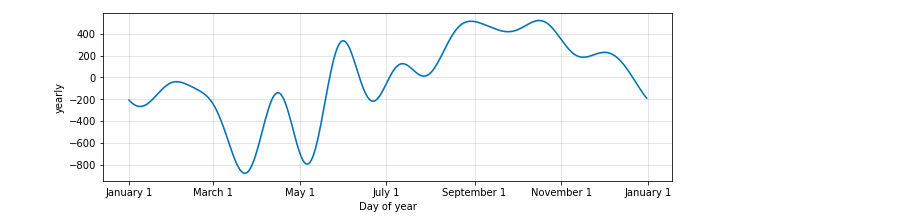 400
200
0
−200
−400
−600
−800
yearly
January 1 March 1 May 1 July 1 September 1 November 1 January 1
Day of year